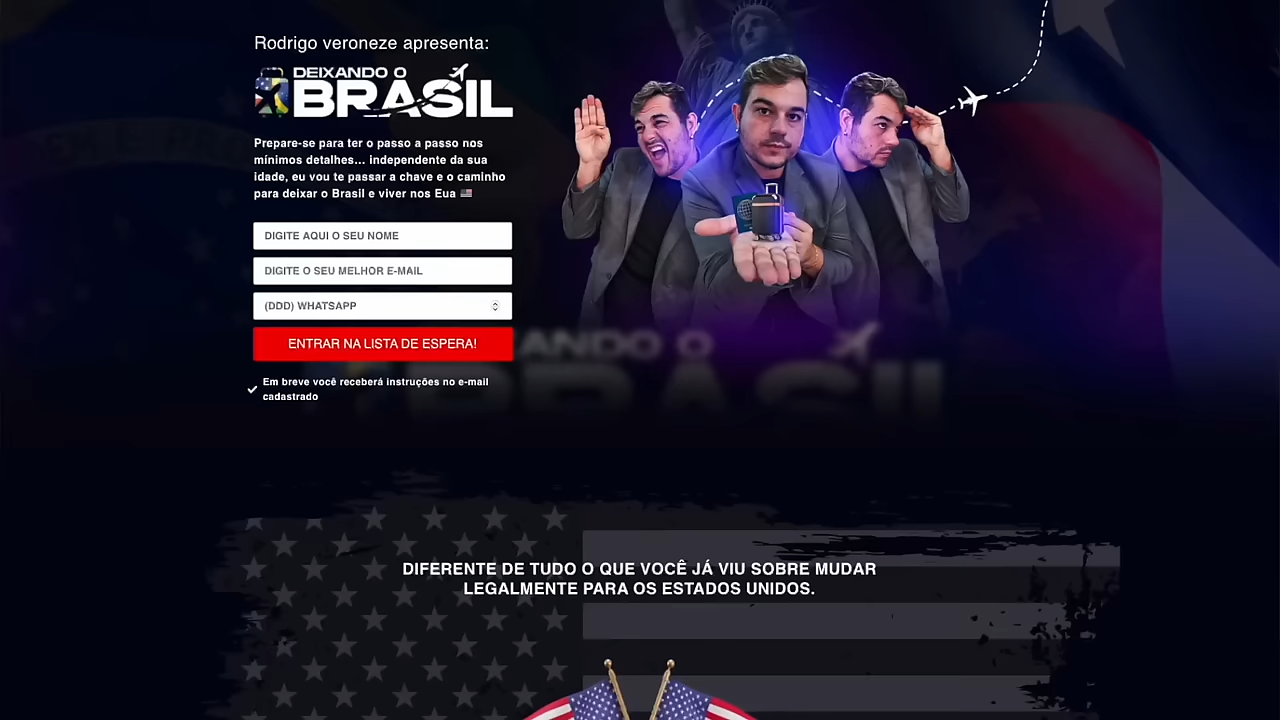 Rodrigo veroneze apresenta:
DEIXANDO O
BRASIL
Prepare-se para ter o passo a passo nos
mínimos detalhes... independente da sua
idade, eu vou te passar a chave e o caminho
para deixar o Brasil e viver nos Eua
DIGITE AQUI O SEU NOME
DIGITE O SEU MELHOR E-MAIL
(DDD) WHATSAPP
ENTRAR NA LISTA DE ESPERA!
Em breve você receberá instruções no e-mail
cadastrado
ANDO O
BRASIL
DIFERENTE DE TUDO O QUE VOCÊ JÁ VIU SOBRE MUDAR
LEGALMENTE PARA OS ESTADOS UNIDOS.